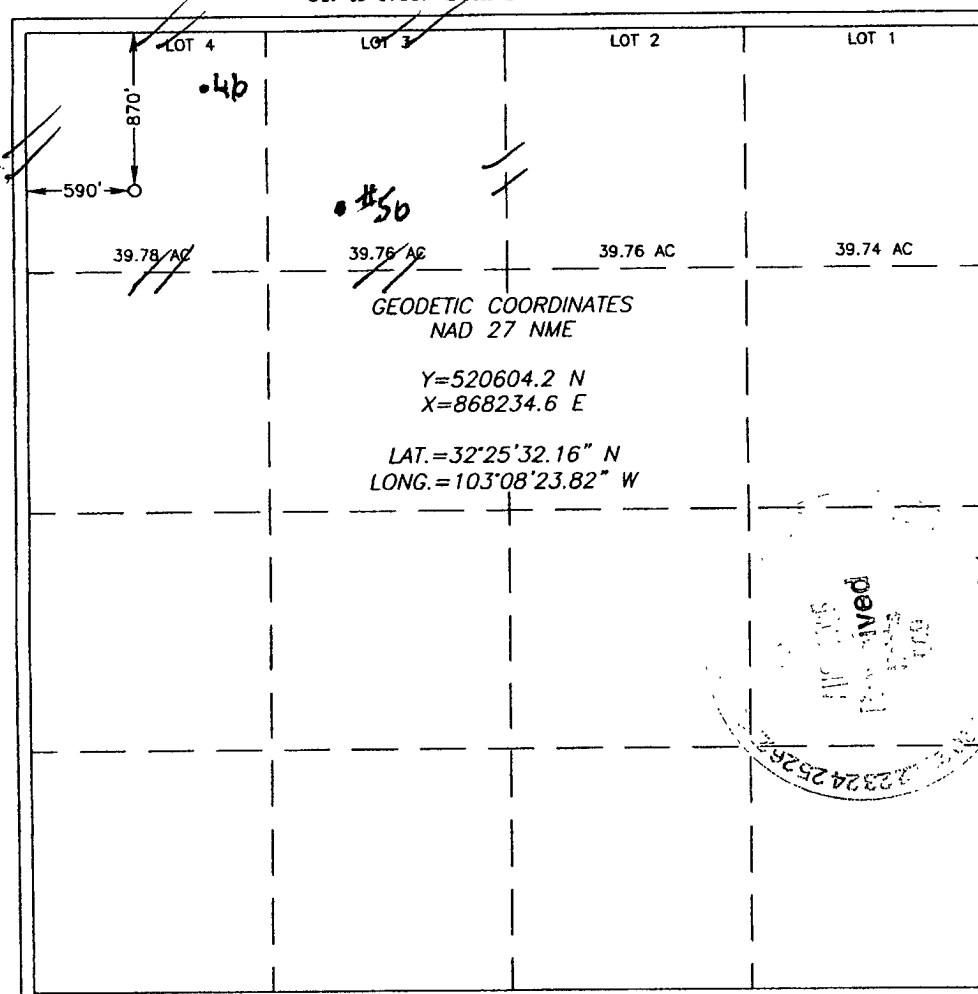 LOT 4 LOT 3 LOT 2 LOT 1
870'
590'
#5b
39.78 AC 39.76 AC 39.76 AC 39.74 AC
GEODETIC COORDINATES
NAD 27 NME
Y=520604.2 N
X=868234.6 E
LAT.=32°25'32.16" N
LONG.=103°08'23.82" W